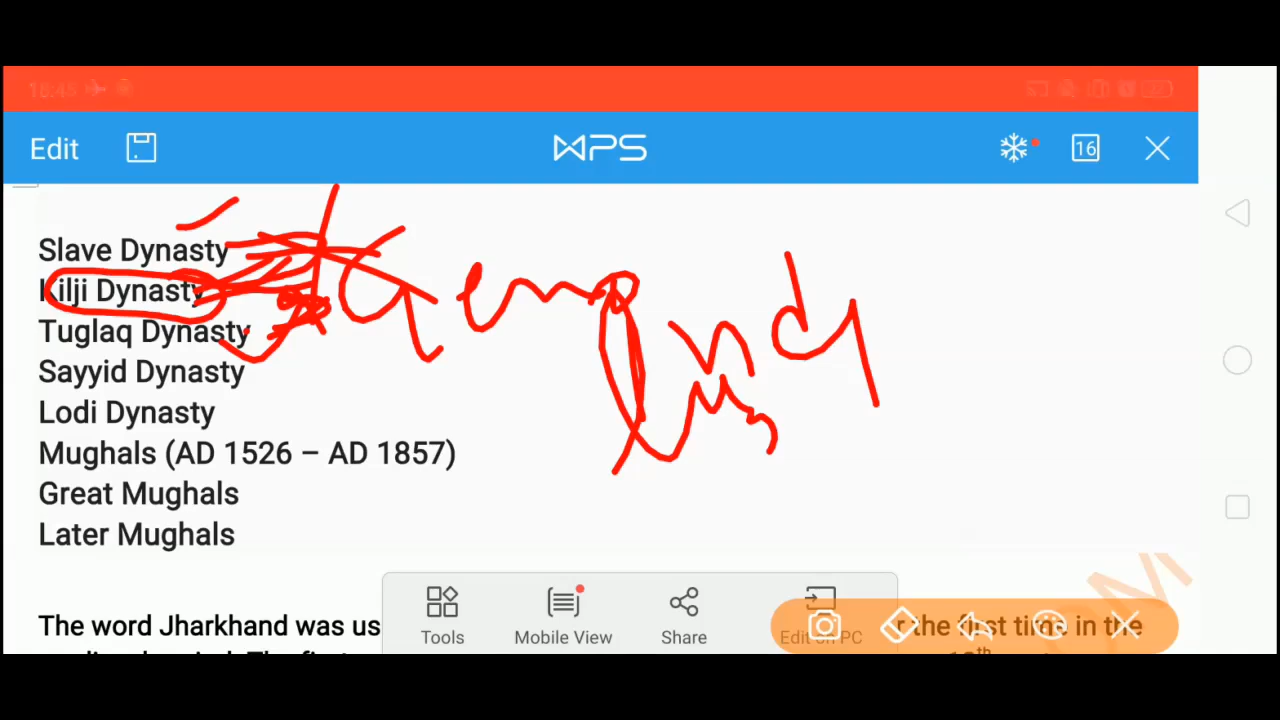 18:45
Edit WPS 16
Slave Dynasty
Kilji Dynasty
Tuglaq Dynasty
Sayyid Dynasty
Lodi Dynasty
Mughals (AD 1526 – AD 1857)
Great Mughals
Later Mughals
The word Jharkhand was us r the first time in the
Tools Mobile View Share Edit on PC